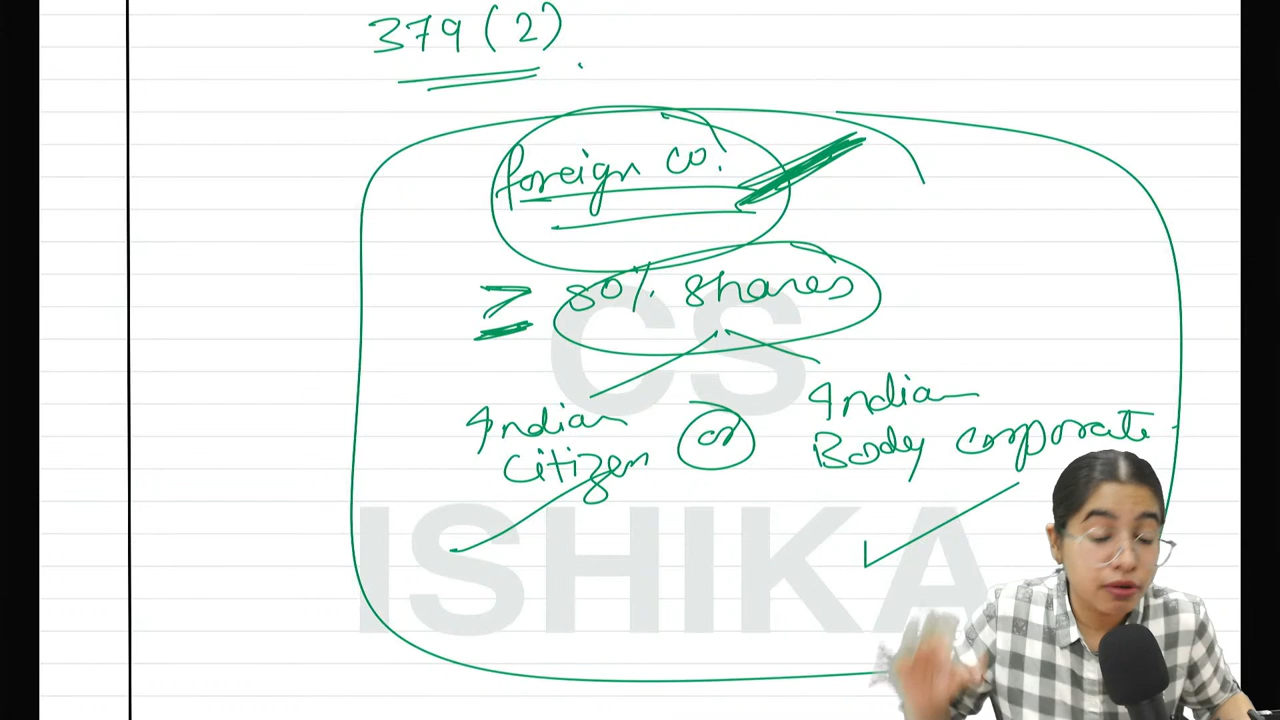 379 (2)
foreign co.
≥ 80% shares
Indian Citizen or Indian Body corporate
CS
ISHIKA